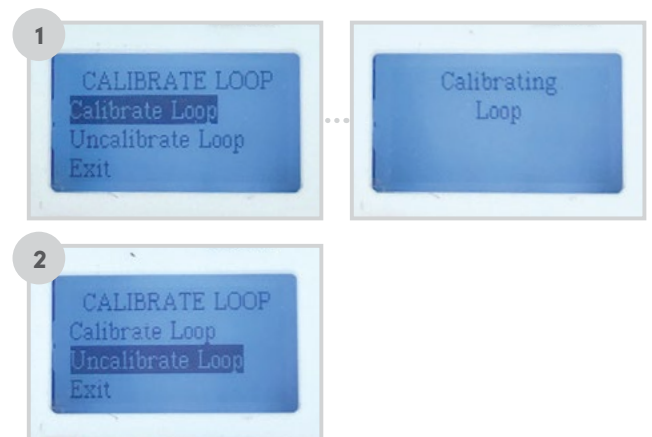 1
CALIBRATE LOOP
Calibrate Loop
Uncalibrate Loop
Exit
Calibrating
Loop
2
CALIBRATE LOOP
Calibrate Loop
Uncalibrate Loop
Exit